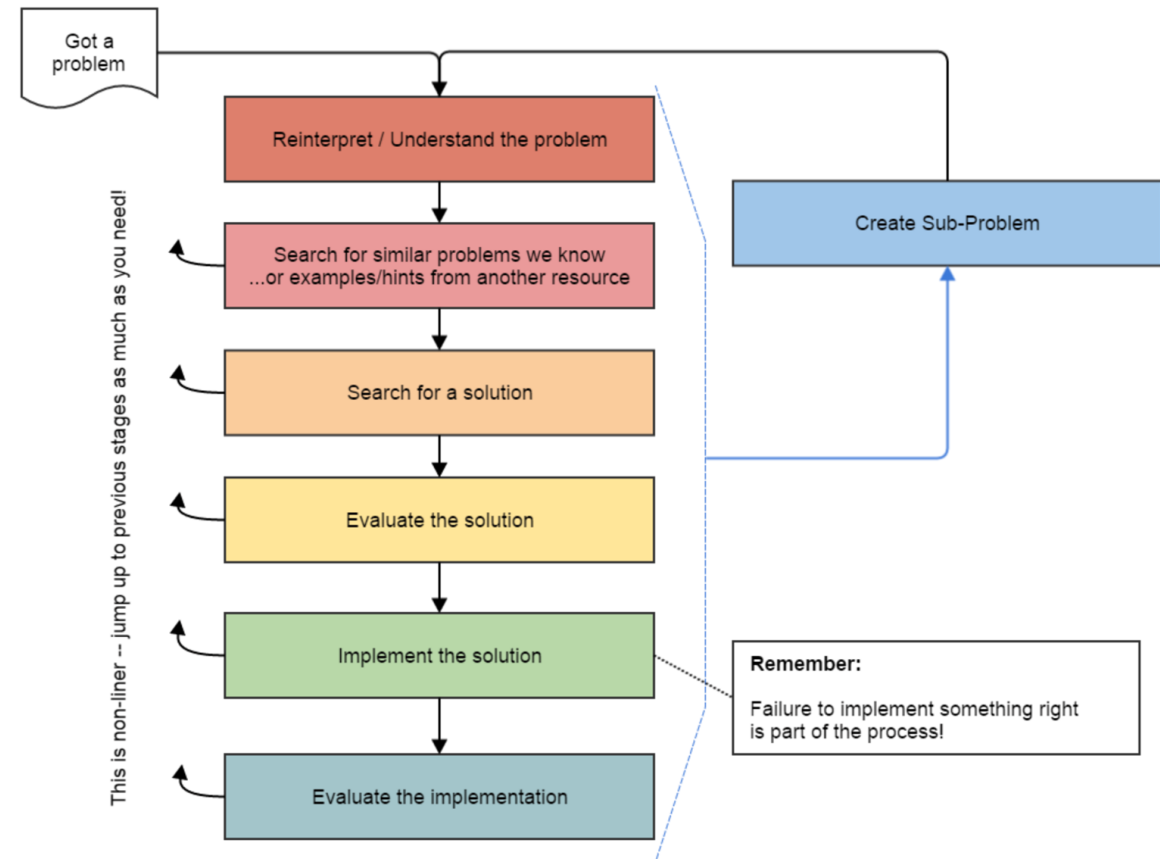 Got a
problem
Reinterpret / Understand the problem
Create Sub-Problem
Search for similar problems we know
...or examples/hints from another resource
Search for a solution
Evaluate the solution
Implement the solution
Remember:
Failure to implement something right
is part of the process!
Evaluate the implementation
This is non-liner -- jump up to previous stages as much as you need!